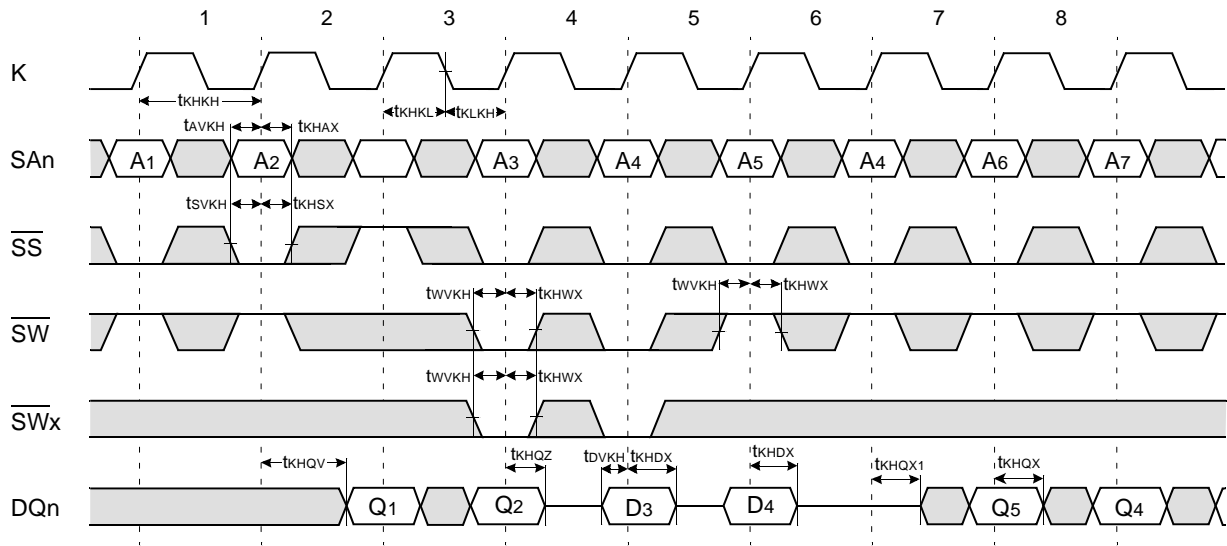 1 2 3 4 5 6 7 8
K
tKHKH tKHKL tKLKH
tAVKH tKHAX
SAn A1 A2 A3 A4 A5 A4 A6 A7
tSVKH tKHSX
SS
tWVKH tKHWX tWVKH tKHWX
SW
tWVKH tKHWX
SWx
tKHQV tKHQZ tDVKH tKHDX tKHDX tKHQX1 tKHQX
DQn Q1 Q2 D3 D4 Q5 Q4